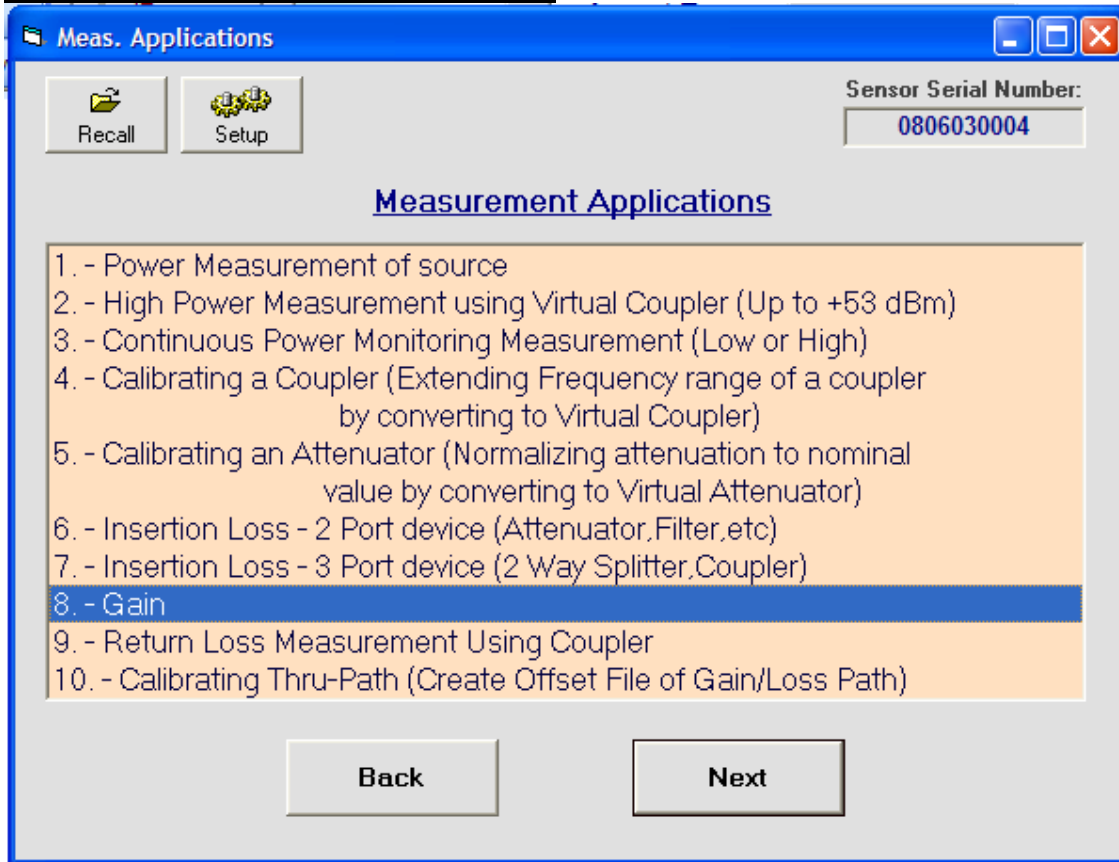 Meas. Applications
Recall
Setup
Sensor Serial Number:
0806030004
Measurement Applications
1. - Power Measurement of source
2. - High Power Measurement using Virtual Coupler (Up to +53 dBm)
3. - Continuous Power Monitoring Measurement (Low or High)
4. - Calibrating a Coupler (Extending Frequency range of a coupler
by converting to Virtual Coupler)
5. - Calibrating an Attenuator (Normalizing attenuation to nominal
value by converting to Virtual Attenuator)
6. - Insertion Loss - 2 Port device (Attenuator,Filter,etc)
7. - Insertion Loss - 3 Port device (2 Way Splitter,Coupler)
8. - Gain
9. - Return Loss Measurement Using Coupler
10. - Calibrating Thru-Path (Create Offset File of Gain/Loss Path)
Back
Next